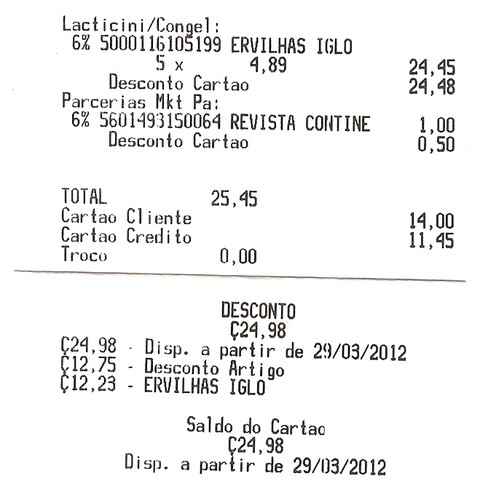 Lacticini/Congel:
6% 5000116105199 ERVILHAS IGLO
5 x 4,89 24,45
Desconto Cartao 24,48
Parcerias Mkt Pa:
6% 5601493150064 REVISTA CONTINE 1,00
Desconto Cartao 0,50
TOTAL 25,45
Cartao Cliente 14,00
Cartao Credito 11,45
Troco 0,00
DESCONTO
Ç24,98
Ç24,98 - Disp. a partir de 29/03/2012
Ç12,75 - Desconto Artigo
Ç12,23 - ERVILHAS IGLO
Saldo do Cartao
Ç24,98
Disp. a partir de 29/03/2012